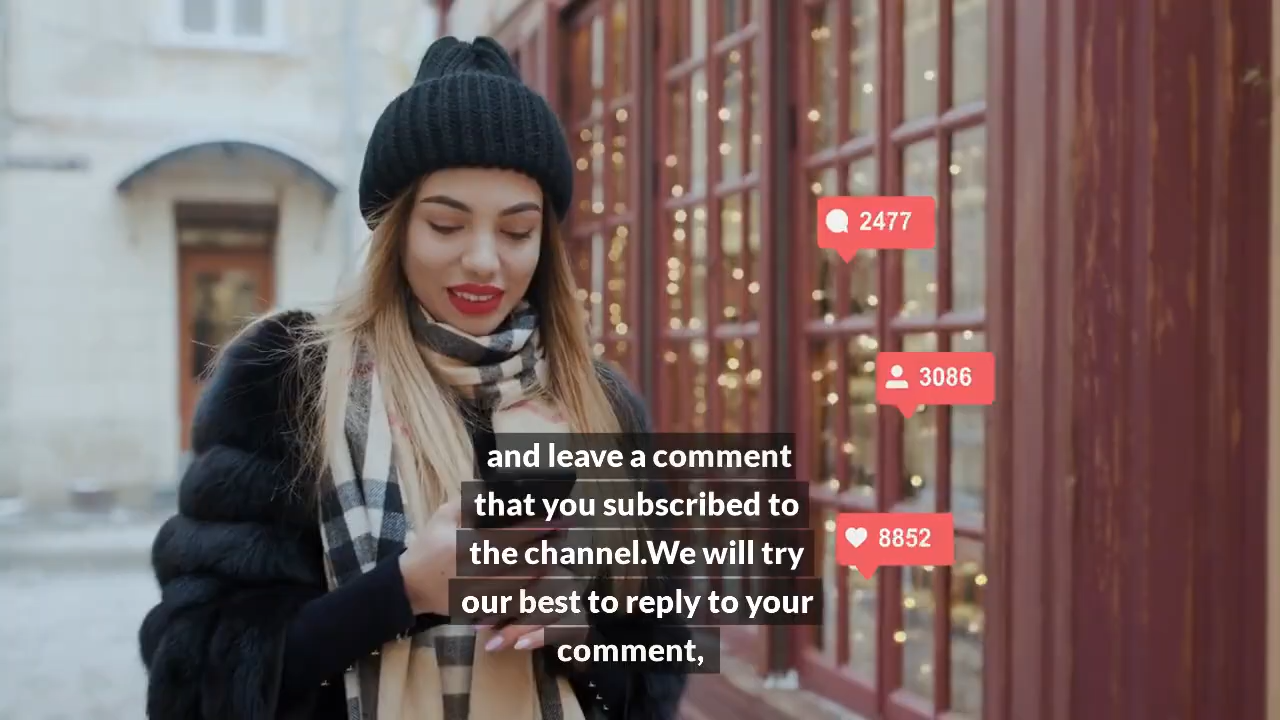 2477
3086
and leave a comment
that you subscribed to
the channel.We will try
8852
our best to reply to your
comment,